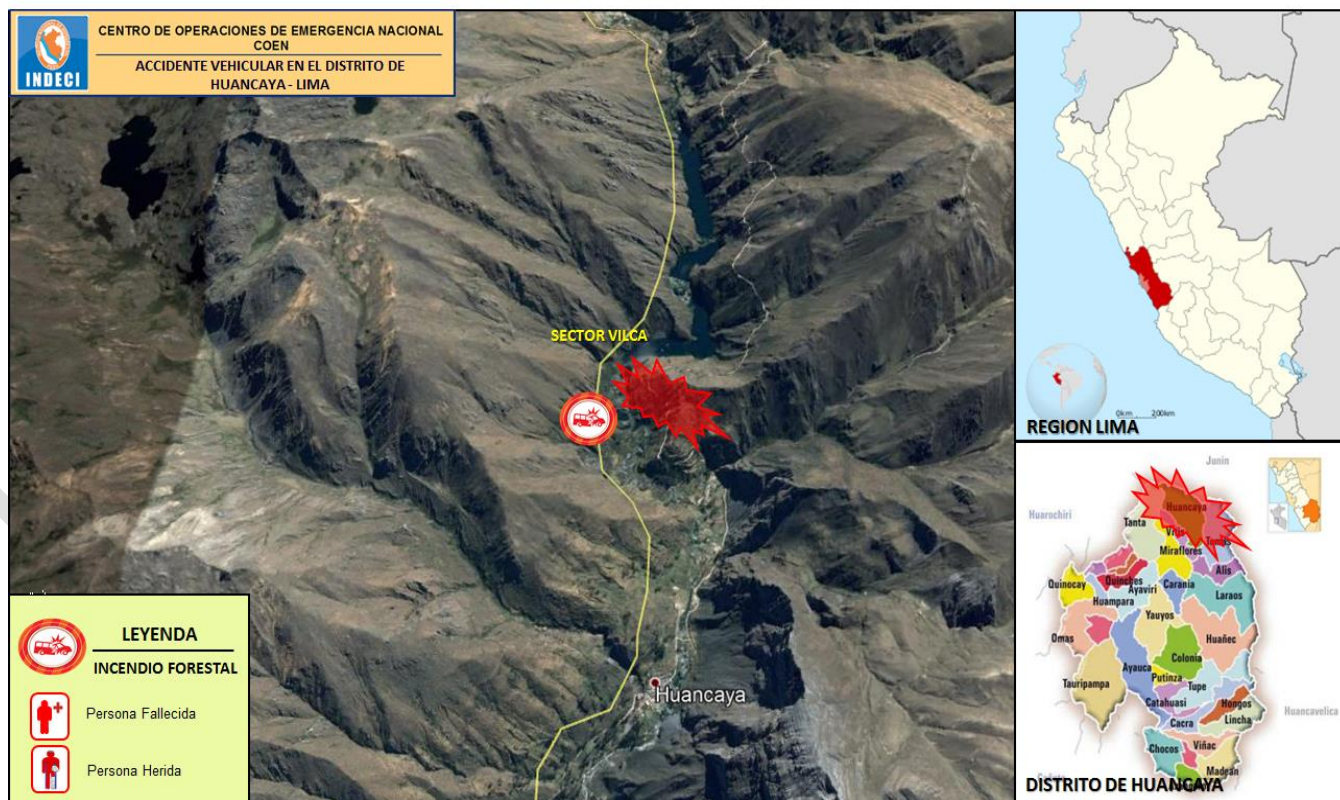 CENTRO DE OPERACIONES DE EMERGENCIA NACIONAL
COEN
ACCIDENTE VEHICULAR EN EL DISTRITO DE
HUANCAYA - LIMA
INDECI
SECTOR VILCA
Huancaya
LEYENDA
INCENDIO FORESTAL
Persona Fallecida
Persona Herida
0km 200km
REGION LIMA
Junin
Huarochiri
Huancaya
Tanta
Vitis
Miraflores
Alis
Quinocay
Quinches
Carania
Ayaviri
Laraos
Huampara
Yauyos
Omas
Huañec
Colonia
Ayauca
Putinza
Tauripampa
Tupe
Catahuasi
Hongos
Huancavelica
Cacra
Lincha
Chocos
Viñac
Madean
DISTRITO DE HUANCAYA